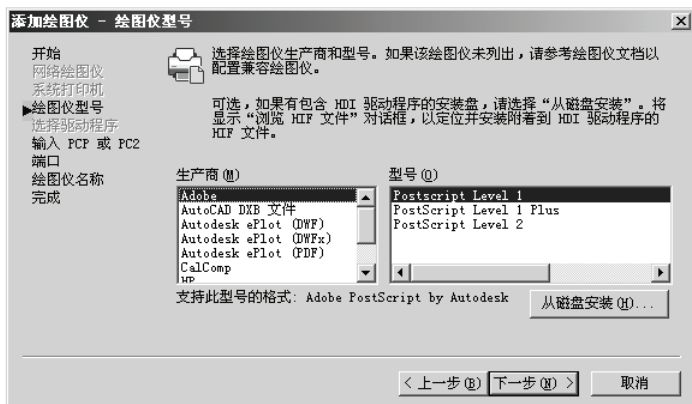 添加绘图仪 - 绘图仪型号
开始
网络绘图仪
系统打印机
绘图仪型号
选择驱动程序
输入 PCP 或 PC2
端口
绘图仪名称
完成
选择绘图仪生产商和型号。如果该绘图仪未列出，请参考绘图仪文档以
配置兼容绘图仪。
可选，如果有包含 HDI 驱动程序的安装盘，请选择“从磁盘安装”。将
显示“浏览 HIF 文件”对话框，以定位并安装附着到 HDI 驱动程序的
HIF 文件。
生产商(M)
Adobe
AutoCAD DXB 文件
Autodesk ePlot (DWF)
Autodesk ePlot (DWFx)
Autodesk ePlot (PDF)
CalComp
HP
型号(O)
Postscript Level 1
PostScript Level 1 Plus
PostScript Level 2
支持此型号的格式: Adobe PostScript by Autodesk
从磁盘安装(H)...
< 上一步(B)
下一步(N) >
取消